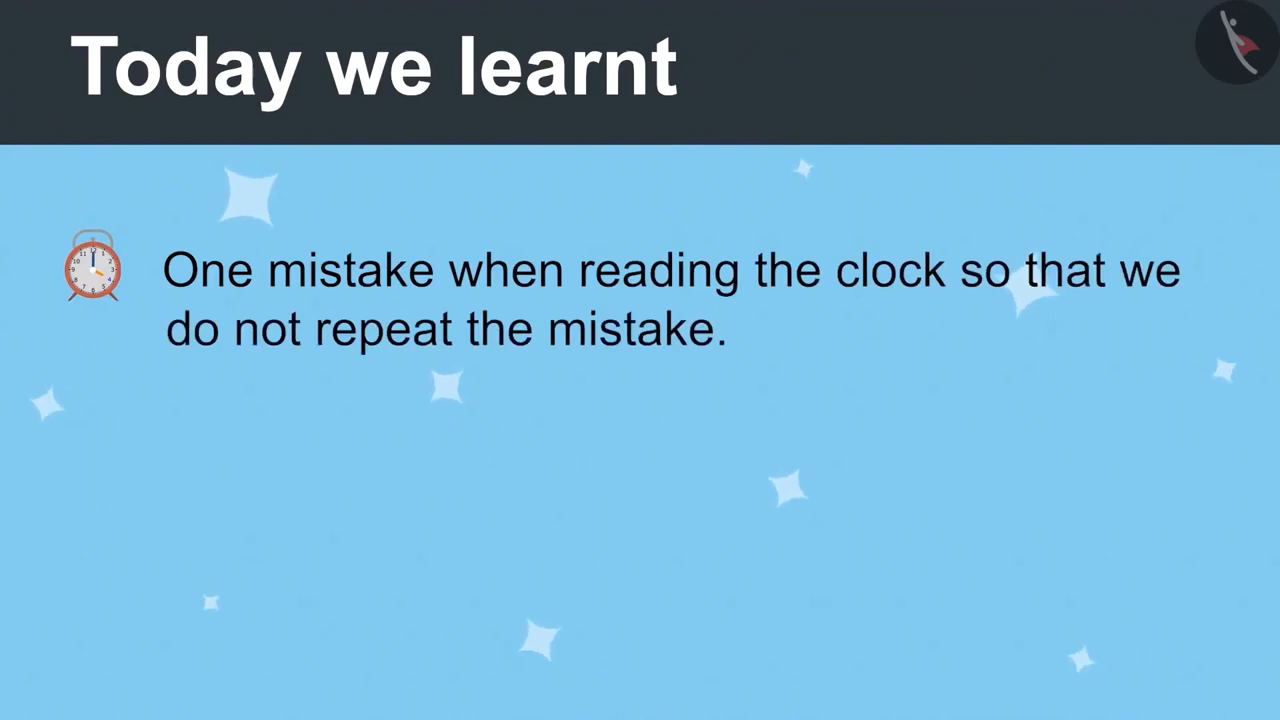 Today we learnt
One mistake when reading the clock so that we
do not repeat the mistake.